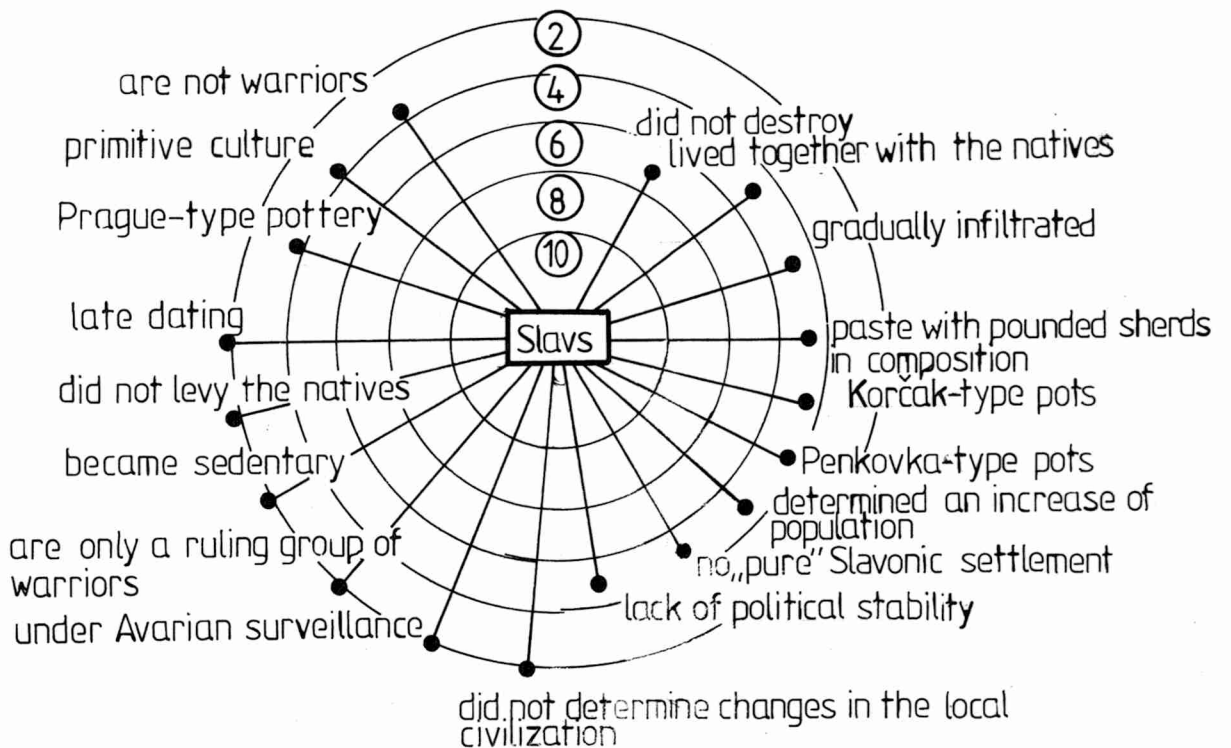 2
4
6
8
10
are not warriors
primitive culture
Prague-type pottery
late dating
did not levy the natives
became sedentary
are only a ruling group of
warriors
under Avarian surveillance
Slavs
did not destroy
lived together with the natives
gradually infiltrated
paste with pounded sherds
in composition
Korčak-type pots
Penkovka-type pots
determined an increase of
population
no „pure" Slavonic settlement
lack of political stability
did not determine changes in the local
civilization